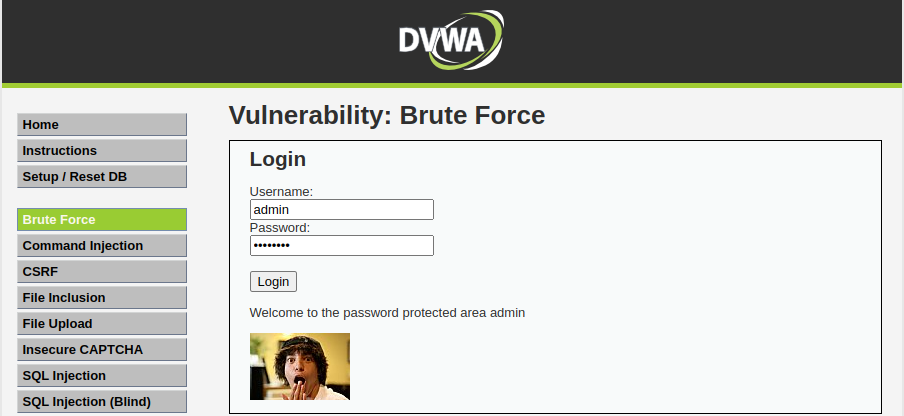 DVWA
Vulnerability: Brute Force
Home
Instructions
Setup / Reset DB
Brute Force
Command Injection
CSRF
File Inclusion
File Upload
Insecure CAPTCHA
SQL Injection
SQL Injection (Blind)
Login
Username:
admin
Password:
••••••••
Login
Welcome to the password protected area admin